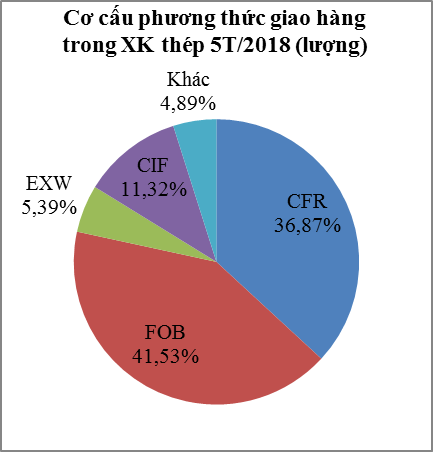 Cơ cấu phương thức giao hàng
trong XK thép 5T/2018 (lượng)
Khác
4,89%
CIF
11,32%
EXW
5,39%
CFR
36,87%
FOB
41,53%